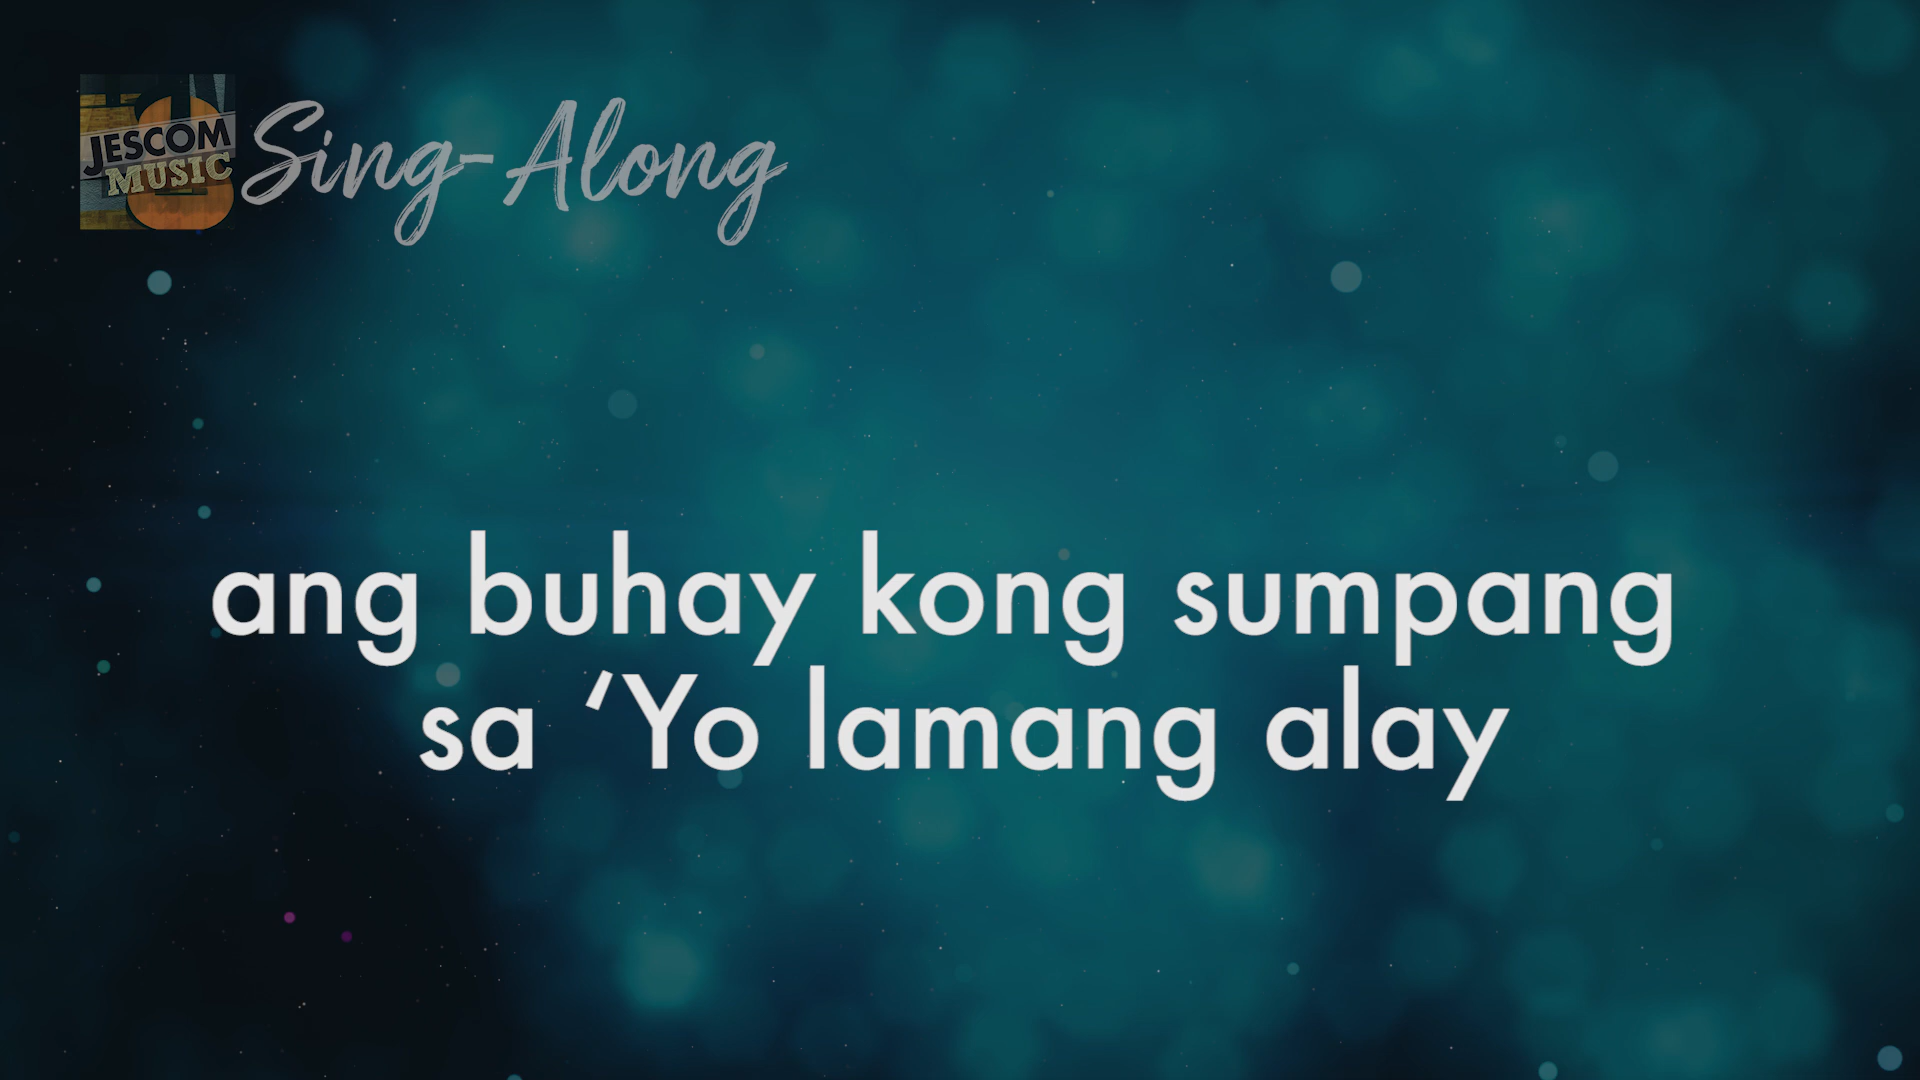 JESCOM
MUSIC
Sing-Along
ang buhay kong sumpang
sa ‘Yo lamang alay